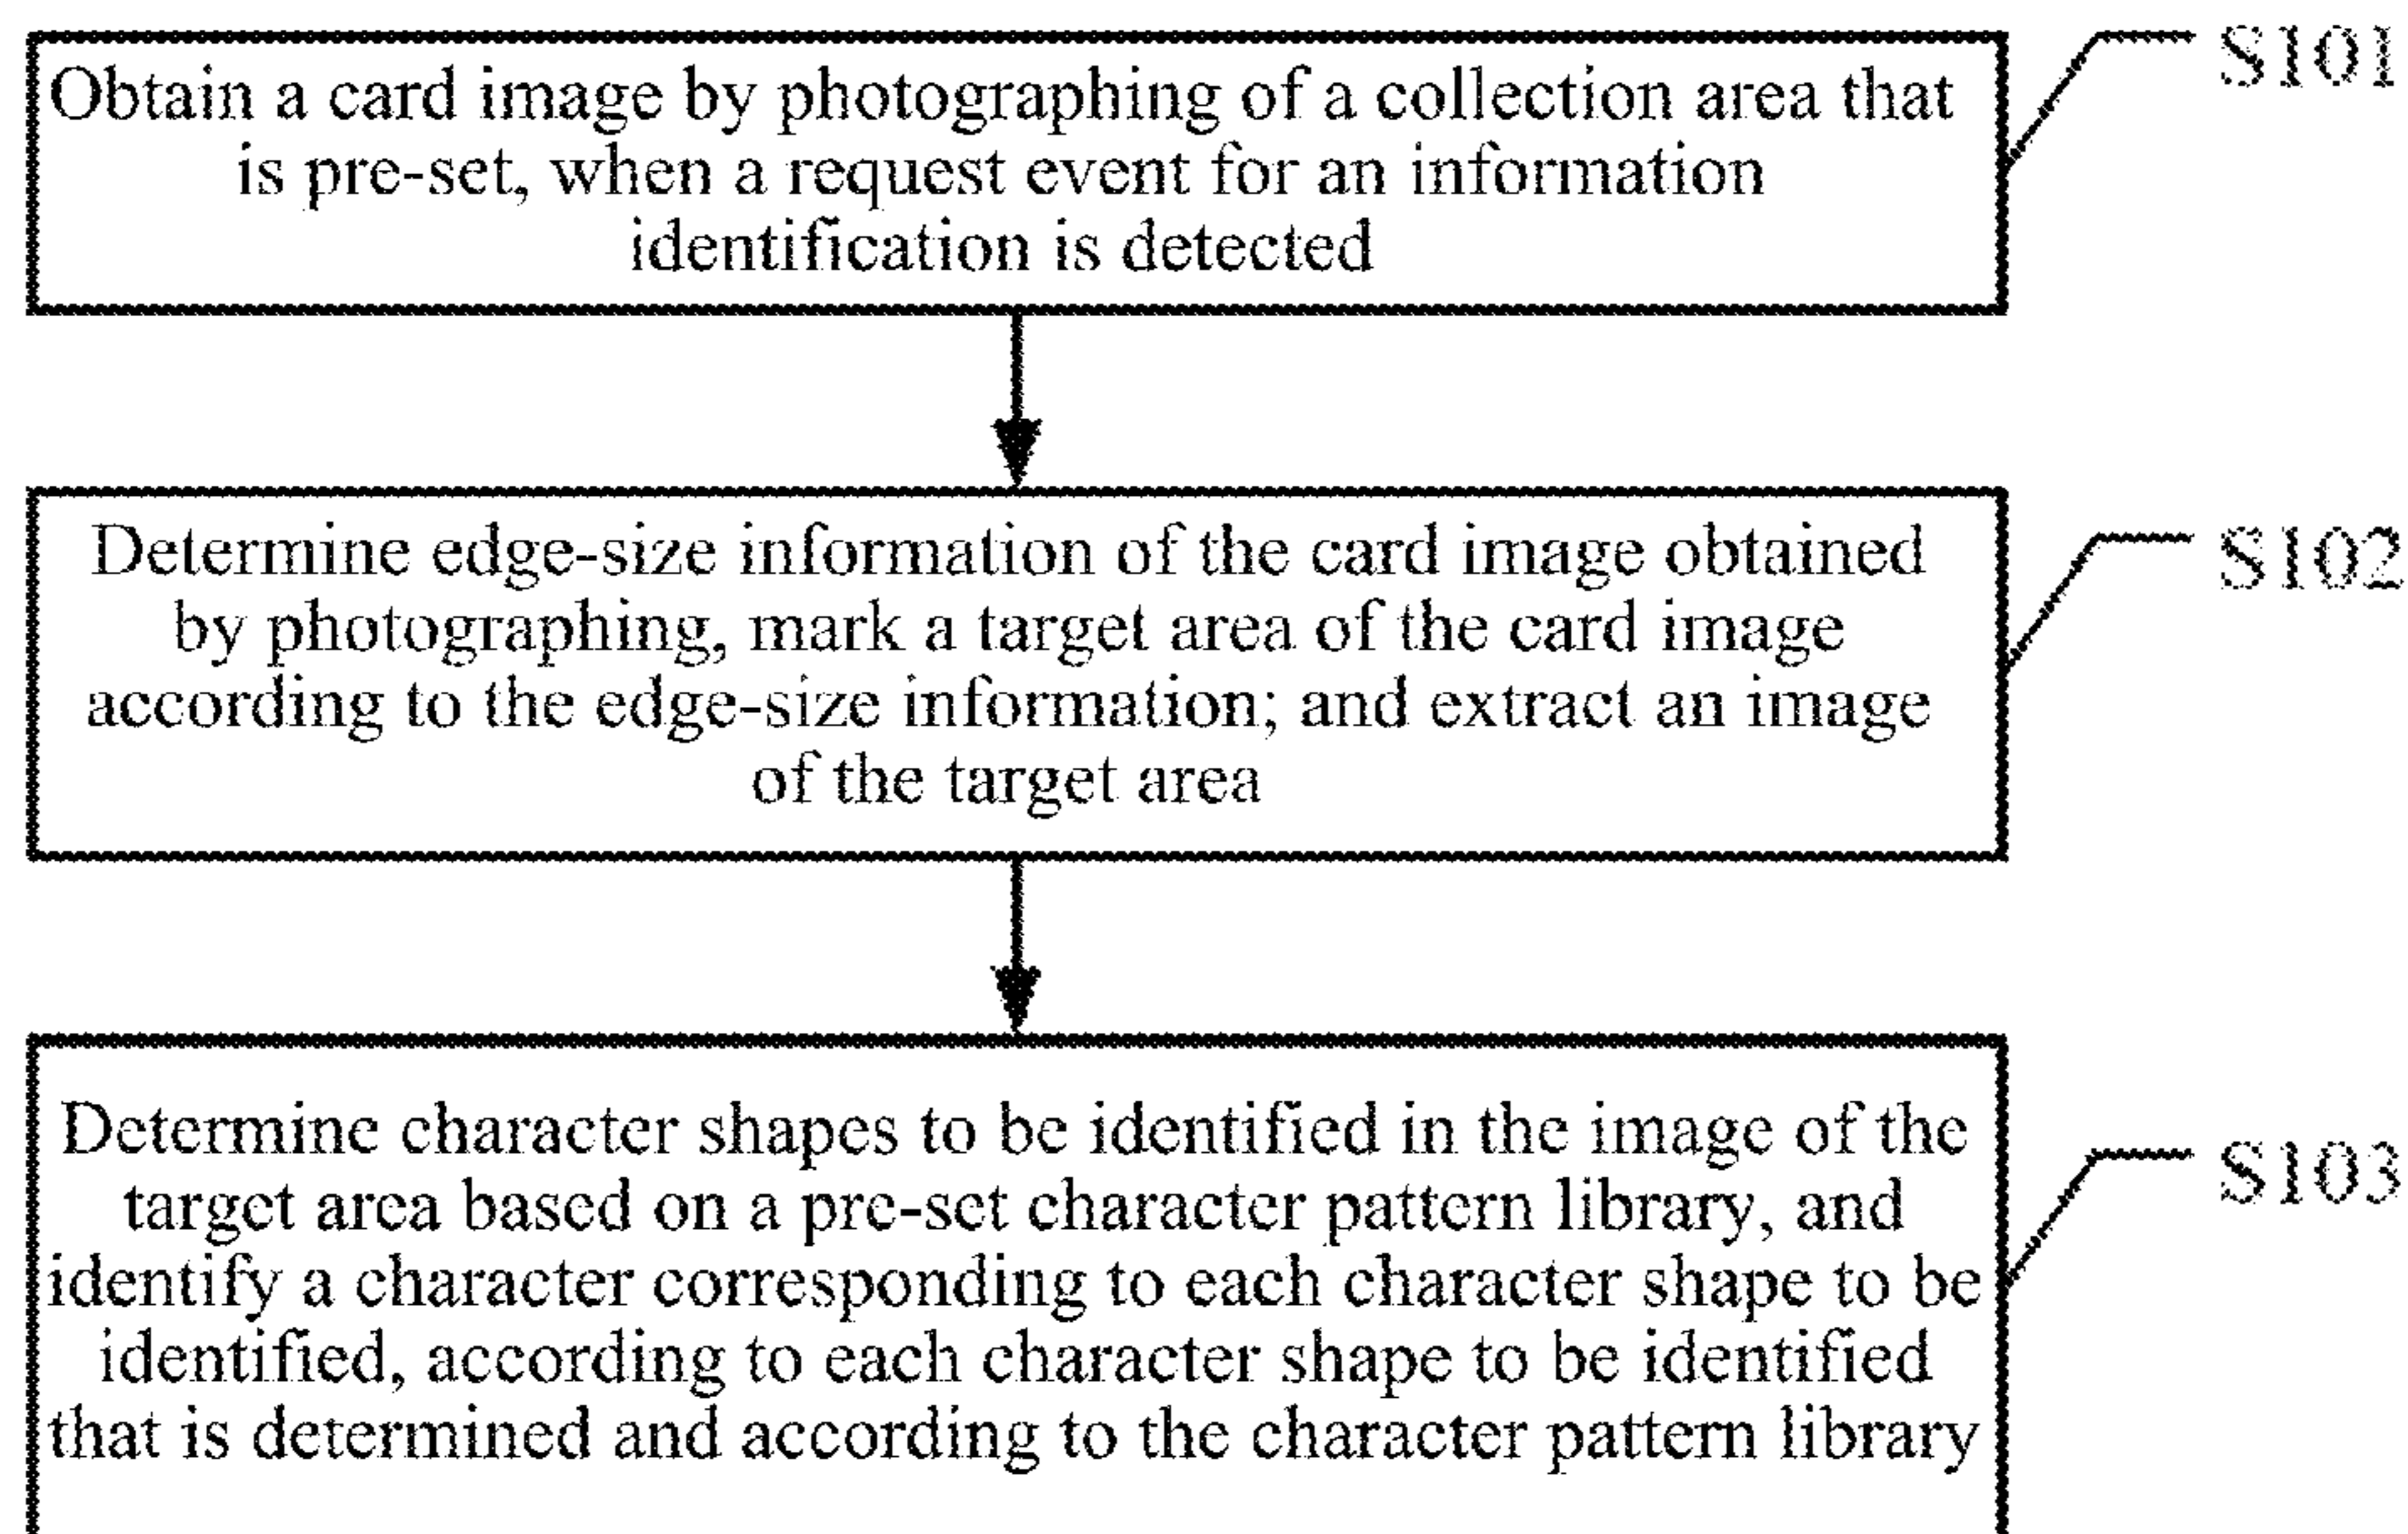 Obtain a card image by photographing of a collection area that
is pre-set, when a request event for an information
identification is detected
S101
Determine edge-size information of the card image obtained
by photographing, mark a target area of the card image
according to the edge-size information; and extract an image
of the target area
S102
Determine character shapes to be identified in the image of the
target area based on a pre-set character pattern library, and
identify a character corresponding to each character shape to be
identified, according to each character shape to be identified
that is determined and according to the character pattern library
S103